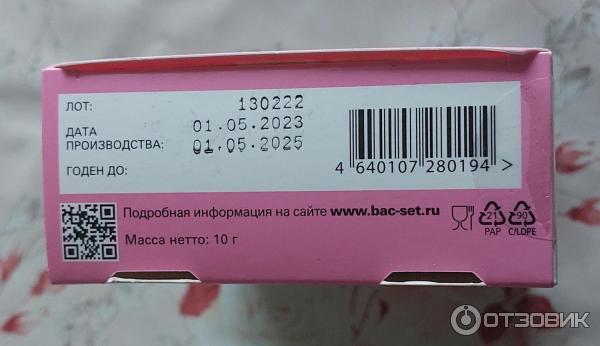 ЛОТ: 130222
ДАТА 01.05.2023
ПРОИЗВОДСТВА: 01.05.2025
ГОДЕН ДО:
4 640107 280194 >
Подробная информация на сайте www.bac-set.ru
Масса нетто: 10 г
21 90
PAP C/LDPE
ОТЗОВИК